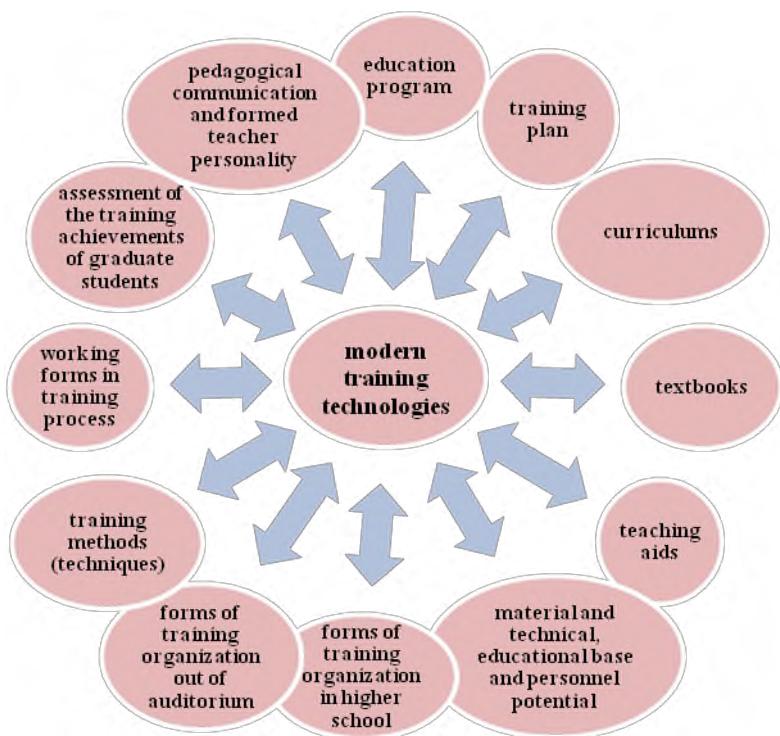 education
program
training
plan
curriculums
textbooks
teaching
aids
material and
technical,
educational base
and personnel
potential
forms of
training
organization
in higher
school
forms of
training
organization
out of
auditorium
training
methods
(techniques)
working
forms in
training
process
assessment of
the training
achievements
of graduate
students
pedagogical
communication
and formed
teacher
personality
modern
training
technologies